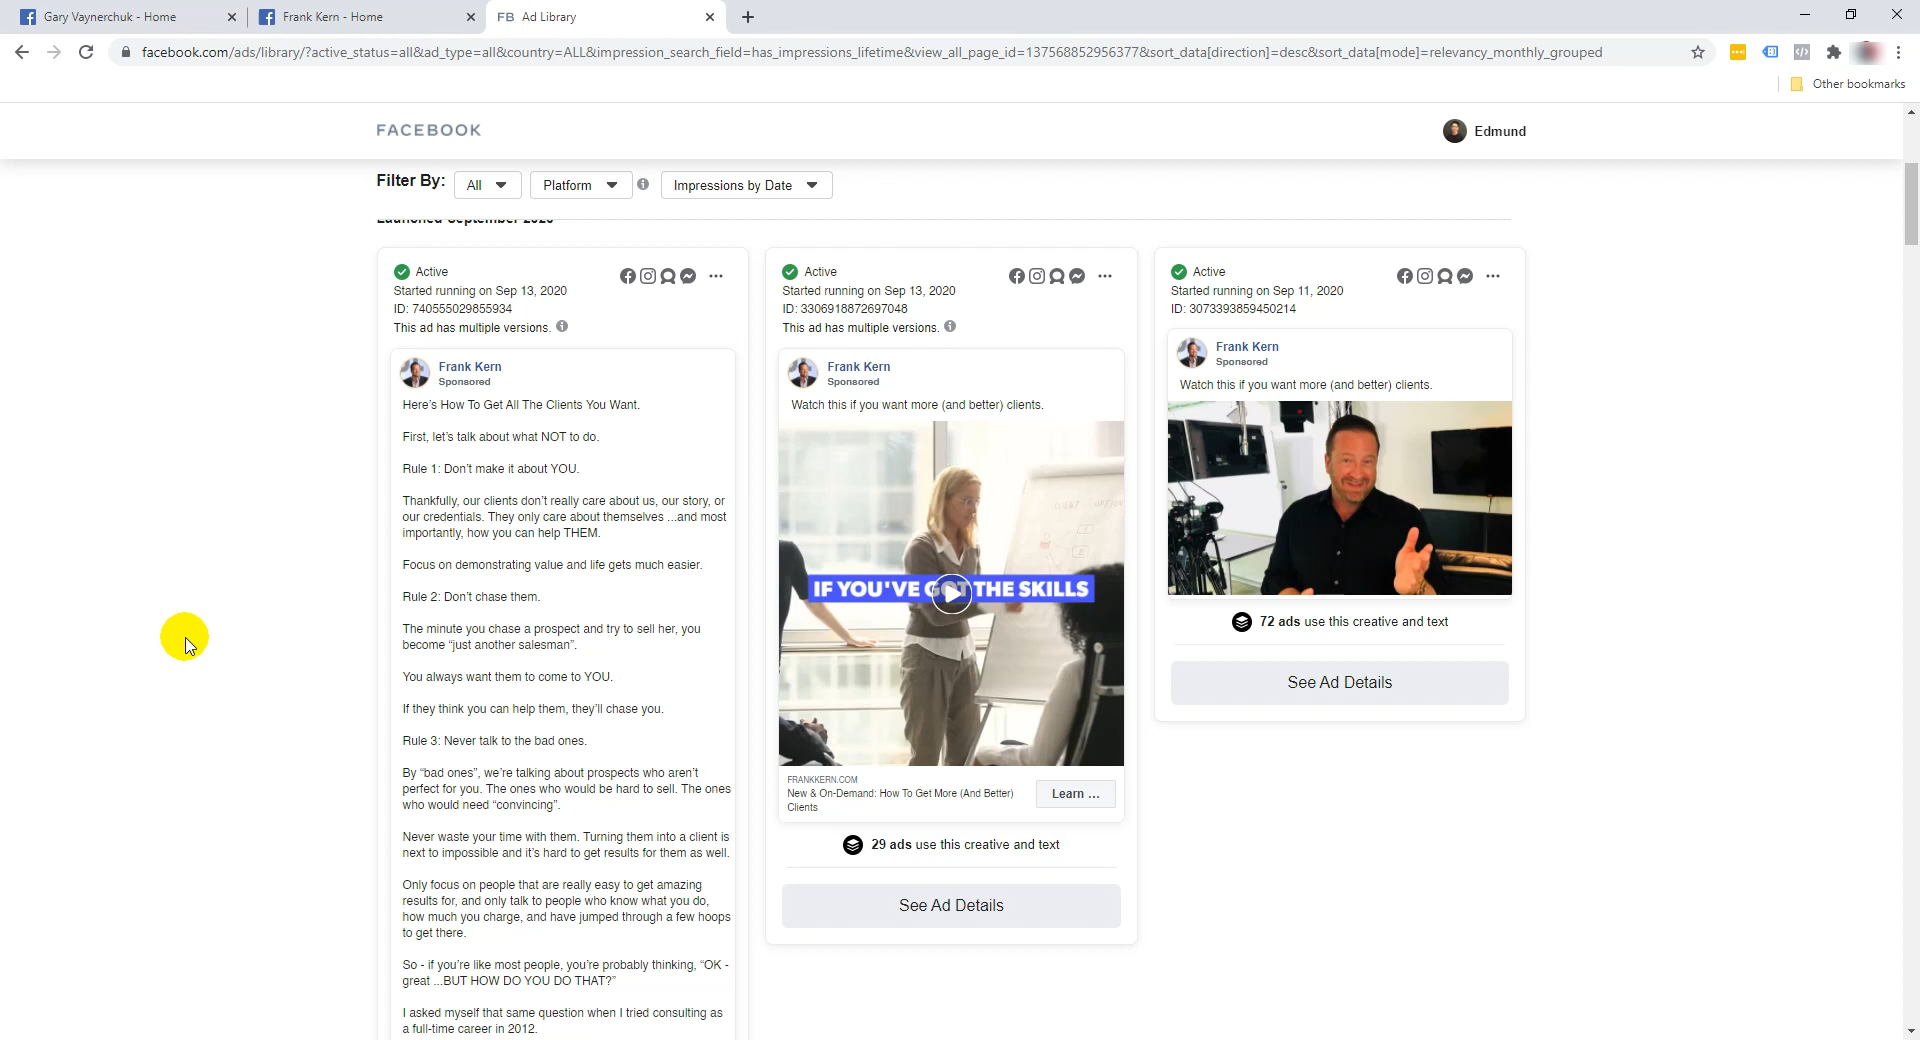 Gary Vaynerchuk - Home
Frank Kern - Home
FB Ad Library
facebook.com/ads/library/?active_status=all&ad_type=all&country=ALL&impression_search_field=has_impressions_lifetime&view_all_page_id=137568852956377&sort_data[direction]=desc&sort_data[mode]=relevancy_monthly_grouped
Other bookmarks
FACEBOOK
Edmund
Filter By:
All
Platform
Impressions by Date
Launched September 2020
Active
Started running on Sep 13, 2020
ID: 740555029855934
This ad has multiple versions.
Frank Kern
Sponsored
Here's How To Get All The Clients You Want.
First, let's talk about what NOT to do.
Rule 1: Don't make it about YOU.
Thankfully, our clients don't really care about us, our story, or
our credentials. They only care about themselves ...and most
importantly, how you can help THEM.
Focus on demonstrating value and life gets much easier.
Rule 2: Don't chase them.
The minute you chase a prospect and try to sell her, you
become "just another salesman".
You always want them to come to YOU.
If they think you can help them, they'll chase you.
Rule 3: Never talk to the bad ones.
By "bad ones", we're talking about prospects who aren't
perfect for you. The ones who would be hard to sell. The ones
who would need "convincing".
Never waste your time with them. Turning them into a client is
next to impossible and it's hard to get results for them as well.
Only focus on people that are really easy to get amazing
results for, and only talk to people who know what you do,
how much you charge, and have jumped through a few hoops
to get there.
So - if you're like most people, you're probably thinking, "OK -
great ...BUT HOW DO YOU DO THAT?"
I asked myself that same question when I tried consulting as
a full-time career in 2012.
Active
Started running on Sep 13, 2020
ID: 3306918872697048
This ad has multiple versions.
Frank Kern
Sponsored
Watch this if you want more (and better) clients.
CLIENT
IF YOU'VE GOT THE SKILLS
FRANKKERN.COM
New & On-Demand: How To Get More (And Better)
Clients
Learn ...
29 ads use this creative and text
See Ad Details
Active
Started running on Sep 11, 2020
ID: 3073393859450214
Frank Kern
Sponsored
Watch this if you want more (and better) clients.
72 ads use this creative and text
See Ad Details